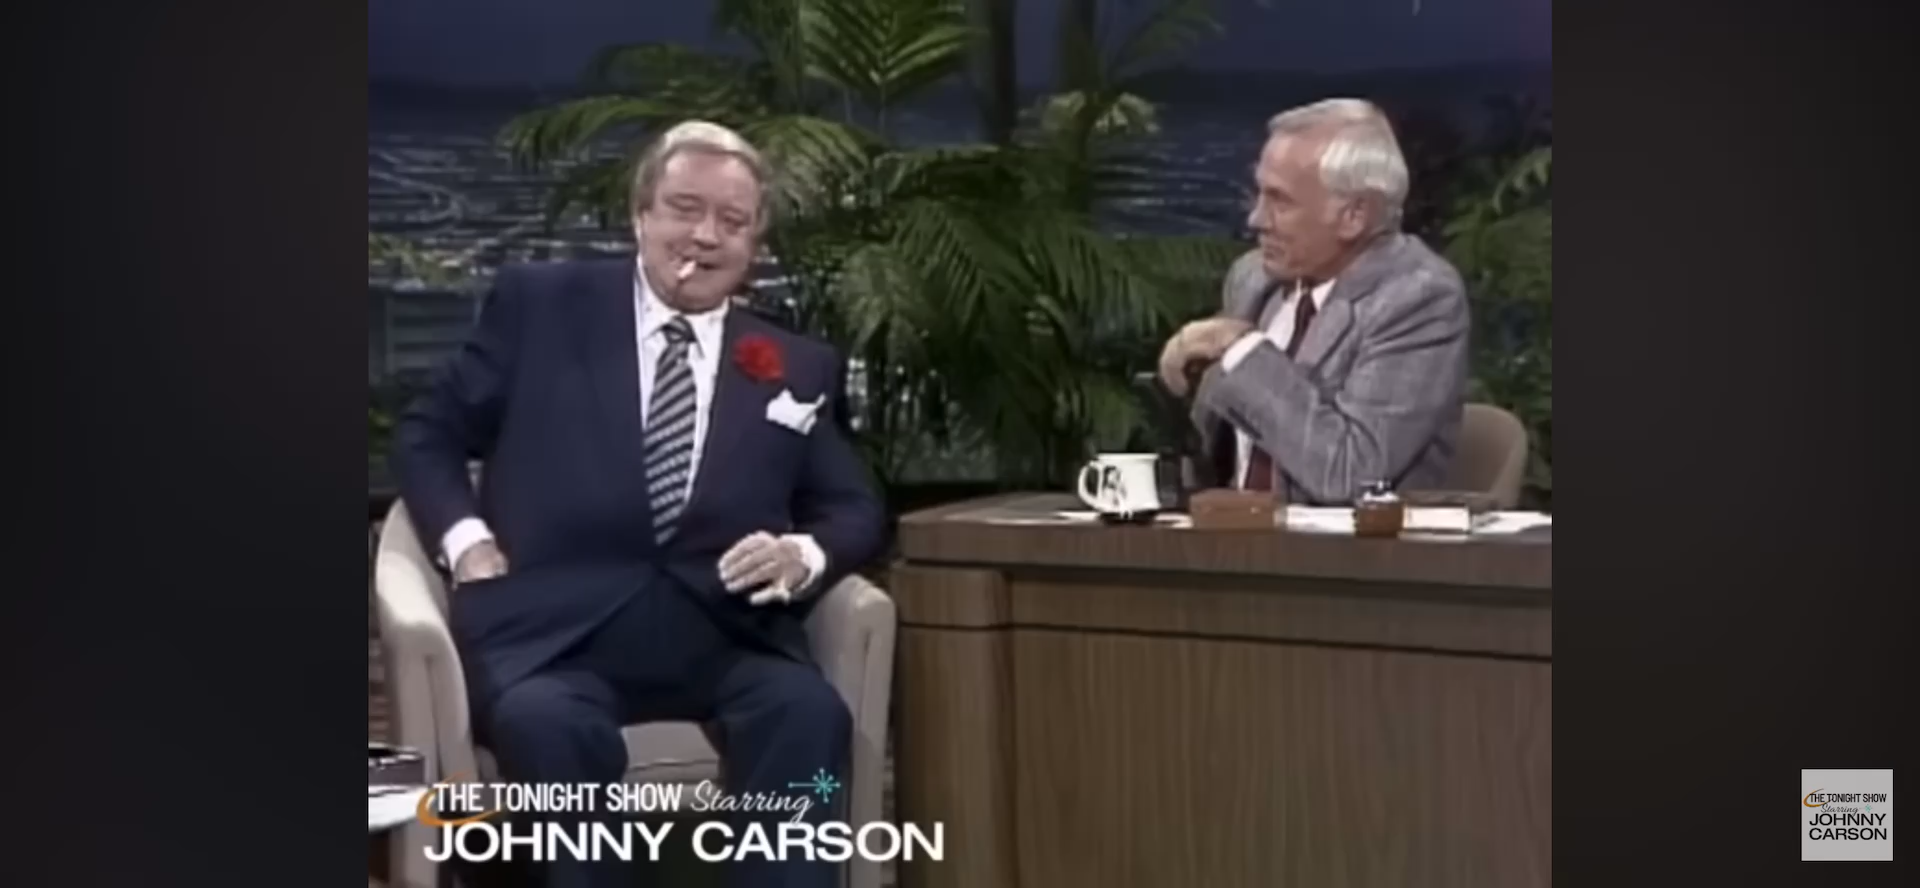 THE TONIGHT SHOW Starring
JOHNNY CARSON
THE TONIGHT SHOW
Starring
JOHNNY
CARSON